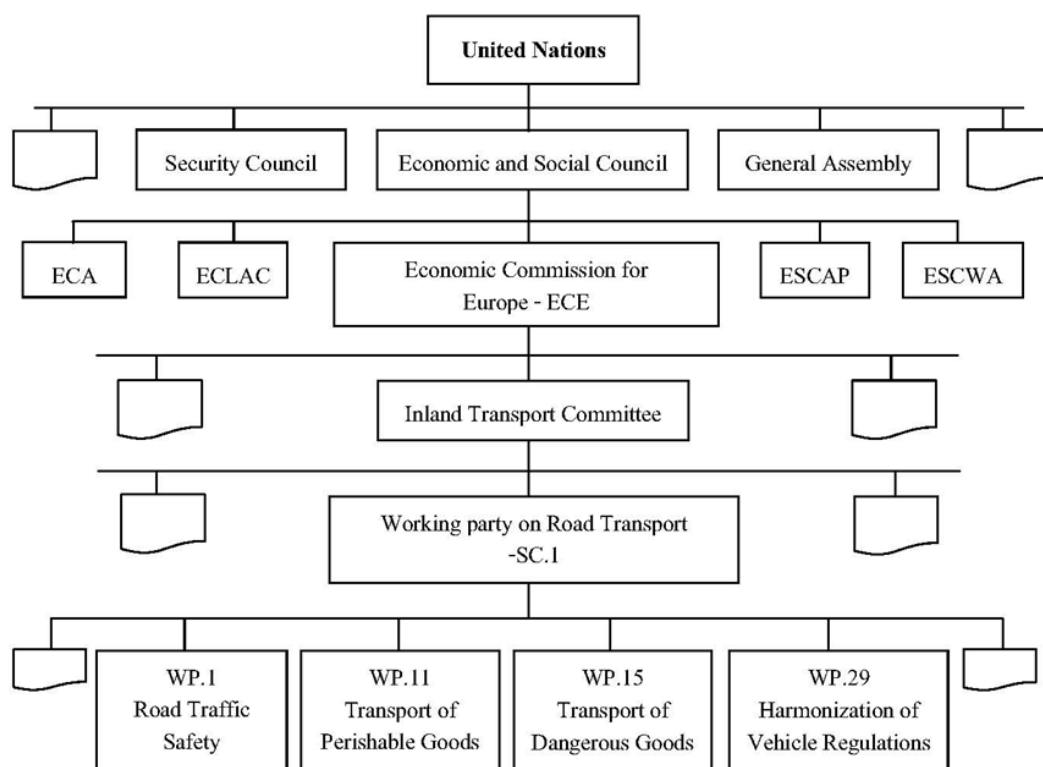 United Nations
Security Council
Economic and Social Council
General Assembly
ECA
ECLAC
Economic Commission for
Europe - ECE
ESCAP
ESCWA
Inland Transport Committee
Working party on Road Transport
-SC.1
WP.1
Road Traffic
Safety
WP.11
Transport of
Perishable Goods
WP.15
Transport of
Dangerous Goods
WP.29
Harmonization of
Vehicle Regulations